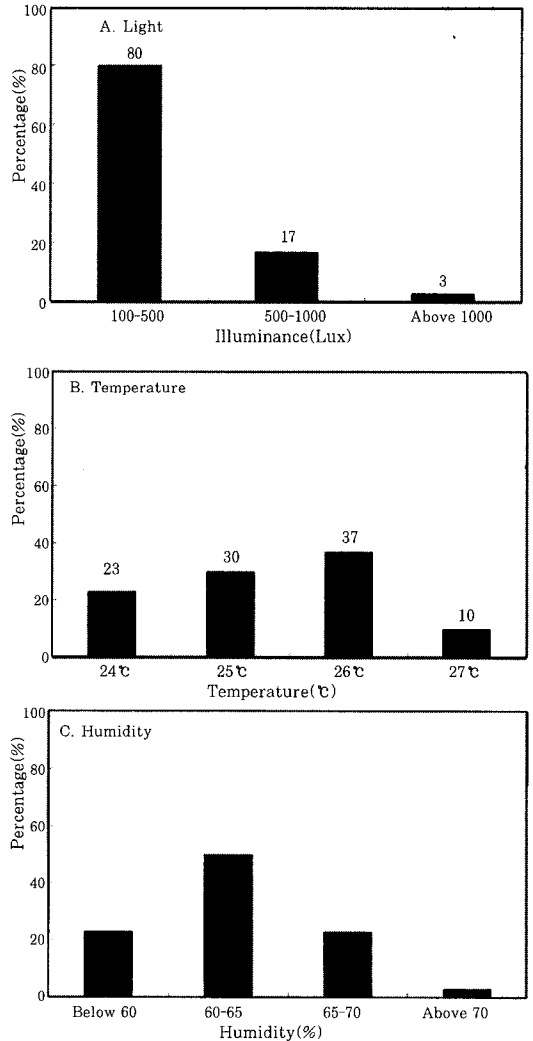 A. Light
100
80
60
40
20
0
Percentage(%)
80
17
3
100-500 500-1000 Above 1000
Illuminance(Lux)
B. Temperature
100
80
60
40
20
0
Percentage(%)
23
30
37
10
24℃ 25℃ 26℃ 27℃
Temperature(℃)
C. Humidity
100
80
60
40
20
0
Percentage(%)
Below 60 60-65 65-70 Above 70
Humidity(%)